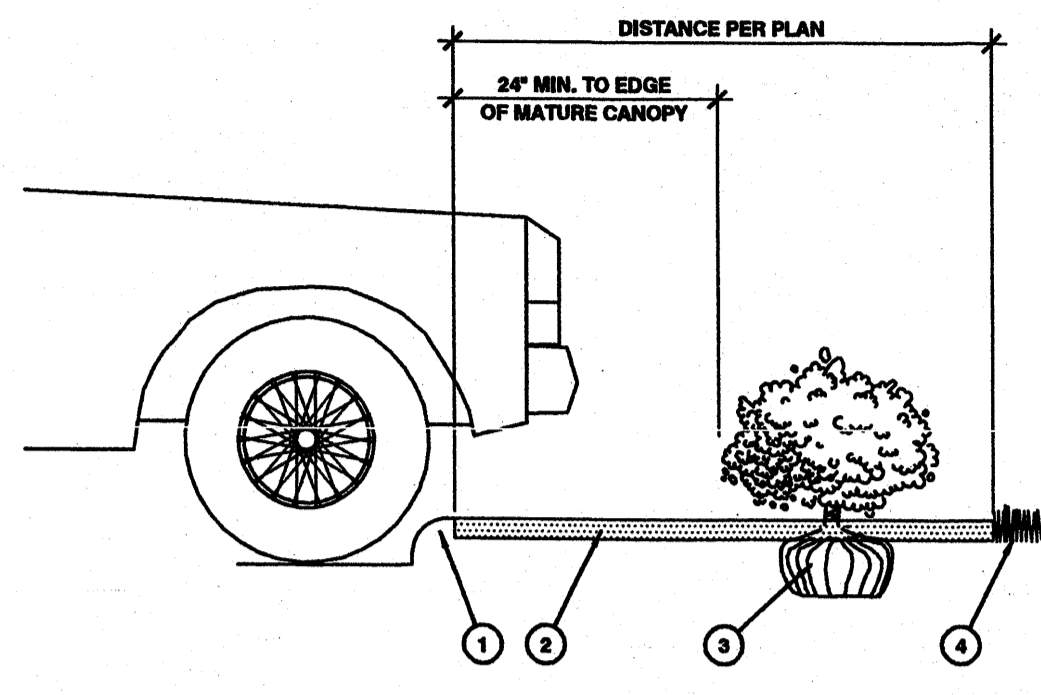 DISTANCE PER PLAN
24" MIN. TO EDGE
OF MATURE CANOPY
1
2
3
4